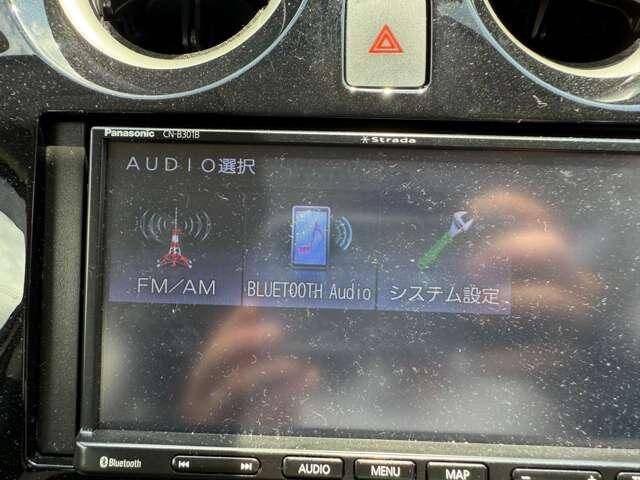 Panasonic CN-B301B
Strada
AUDIO選択
FM/AM
BLUETOOTH Audio
システム設定
Bluetooth
AUDIO
MENU
MAP